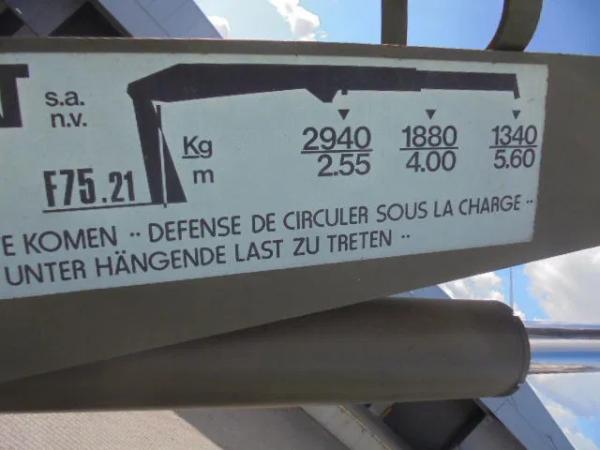 s.a.
n.v.
F75.21
Kg
m
2940
2.55
1880
4.00
1340
5.60
E KOMEN ·· DEFENSE DE CIRCULER SOUS LA CHARGE ··
UNTER HÄNGENDE LAST ZU TRETEN ··